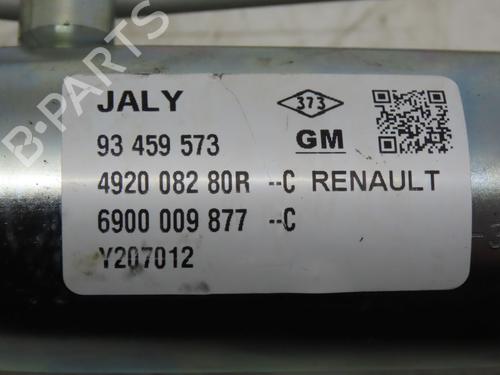 JALY
373
93 459 573
GM
4920 082 80R --C RENAULT
6900 009 877 --C
Y207012
B-PARTS